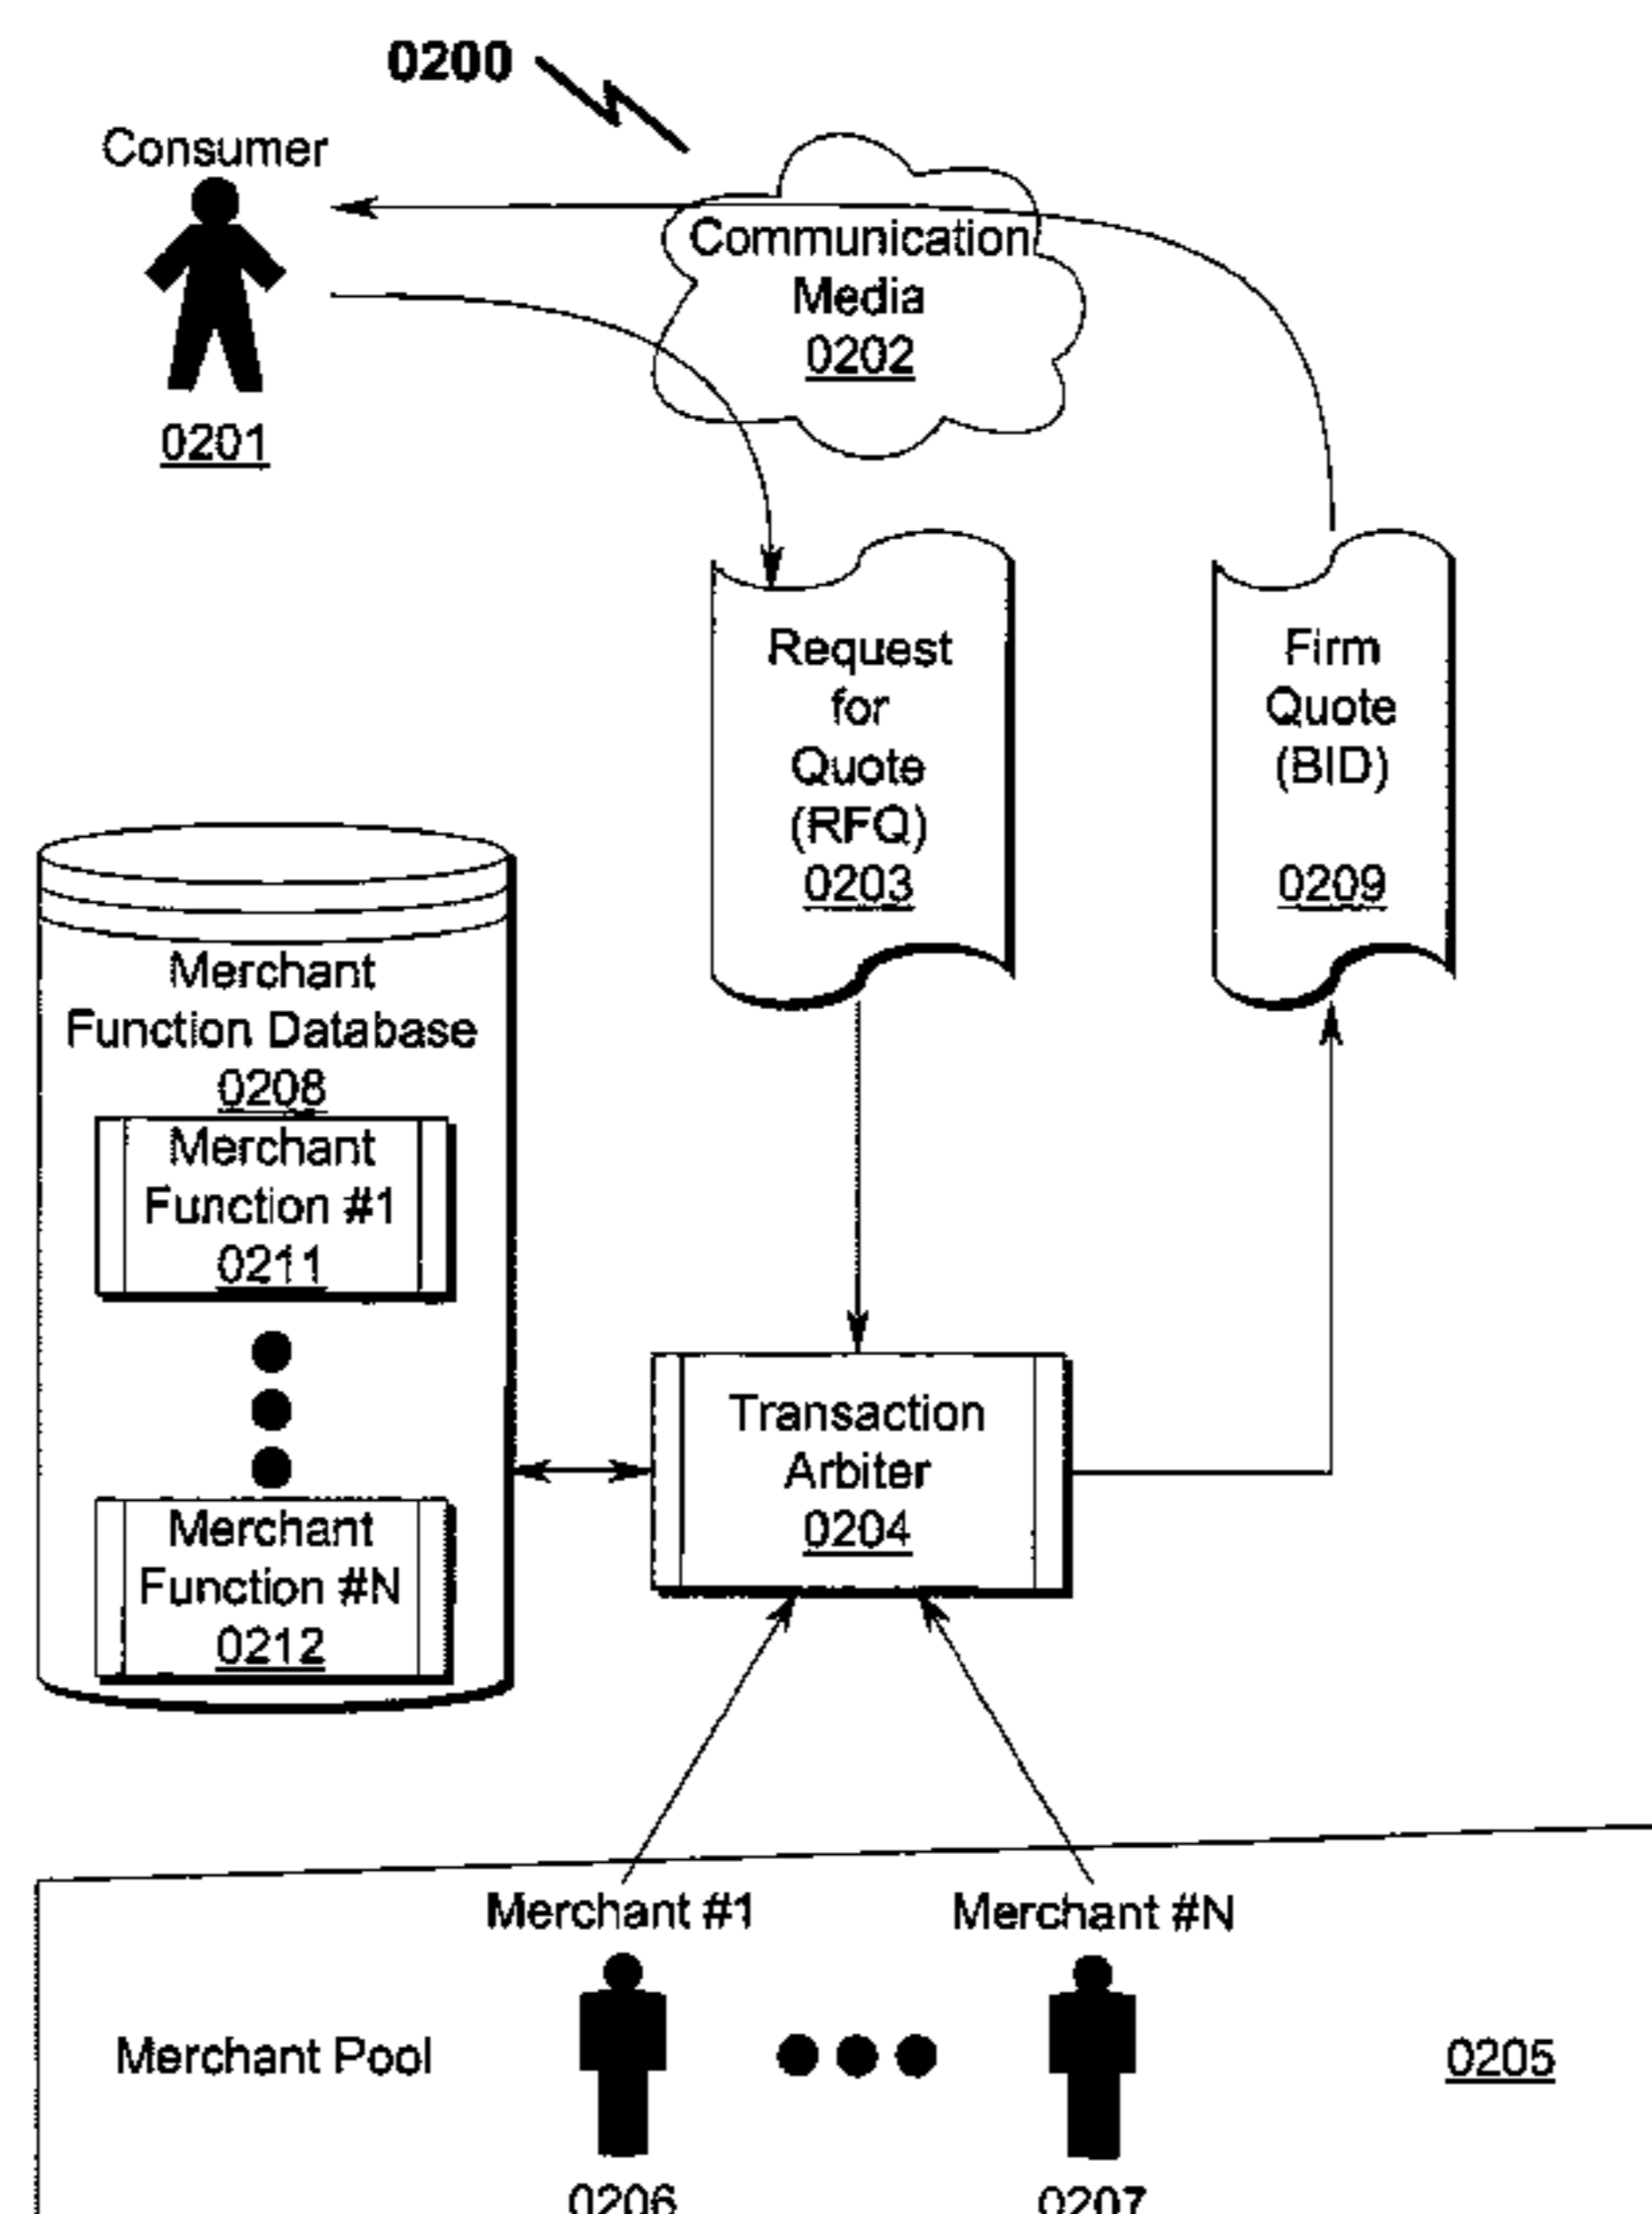 0200
Consumer
0201
Communication
Media
0202
Request
for
Quote
(RFQ)
0203
Firm
Quote
(BID)
0209
Merchant
Function Database
0208
Merchant
Function #1
0211
Merchant
Function #N
0212
Transaction
Arbiter
0204
Merchant #1
Merchant #N
Merchant Pool
0205
0206
0207